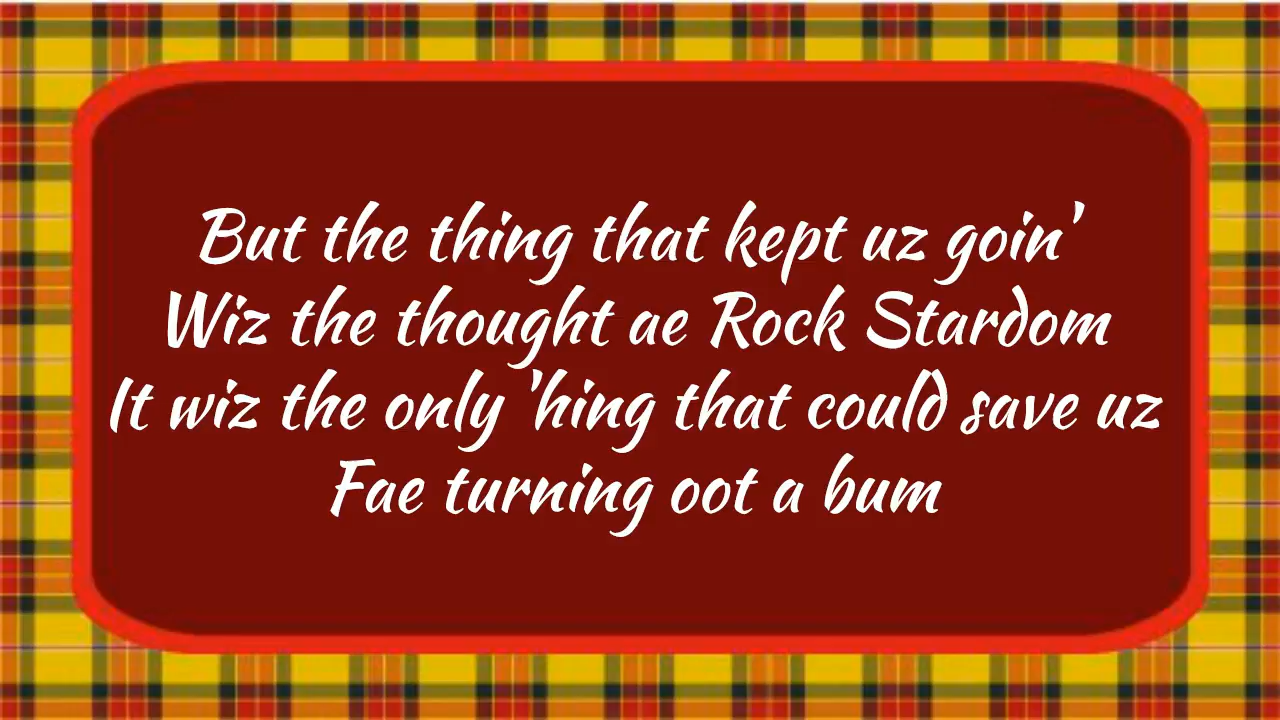 But the thing that kept uz goin'
Wiz the thought ae Rock Stardom
It wiz the only 'hing that could save uz
Fae turning oot a bum